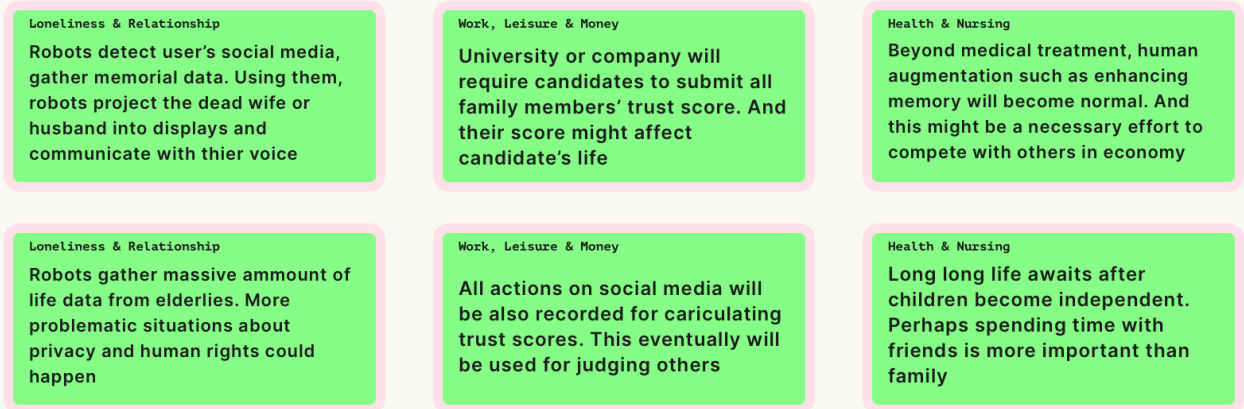 Loneliness & Relationship
Robots detect user’s social media,
gather memorial data. Using them,
robots project the dead wife or
husband into displays and
communicate with thier voice
Work, Leisure & Money
University or company will
require candidates to submit all
family members’ trust score. And
their score might affect
candidate’s life
Health & Nursing
Beyond medical treatment, human
augmentation such as enhancing
memory will become normal. And
this might be a necessary effort to
compete with others in economy
Loneliness & Relationship
Robots gather massive ammount of
life data from elderlies. More
problematic situations about
privacy and human rights could
happen
Work, Leisure & Money
All actions on social media will
be also recorded for cariculating
trust scores. This eventually will
be used for judging others
Health & Nursing
Long long life awaits after
children become independent.
Perhaps spending time with
friends is more important than
family